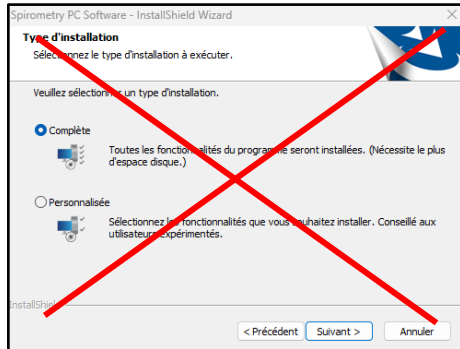 Spirometry PC Software - InstallShield Wizard
Type d'installation
Sélectionnez le type d'installation à exécuter.
Veuillez sélectionner un type d'installation.
Complète
Toutes les fonctionnalités du programme seront installées. (Nécessite le plus
d'espace disque.)
Personnalisée
Sélectionnez les fonctionnalités que vous souhaitez installer. Conseillé aux
utilisateurs expérimentés.
InstallShield
< Précédent
Suivant >
Annuler